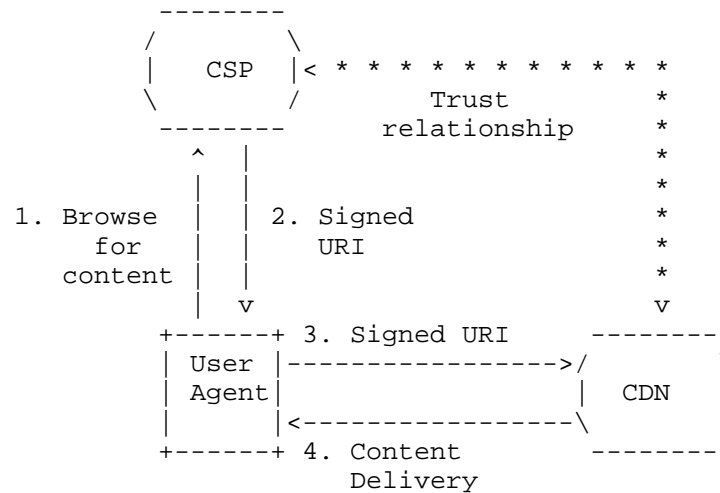 CSP
Trust
relationship
1. Browse
for
content
2. Signed
URI
3. Signed URI
User
Agent
CDN
4. Content
Delivery